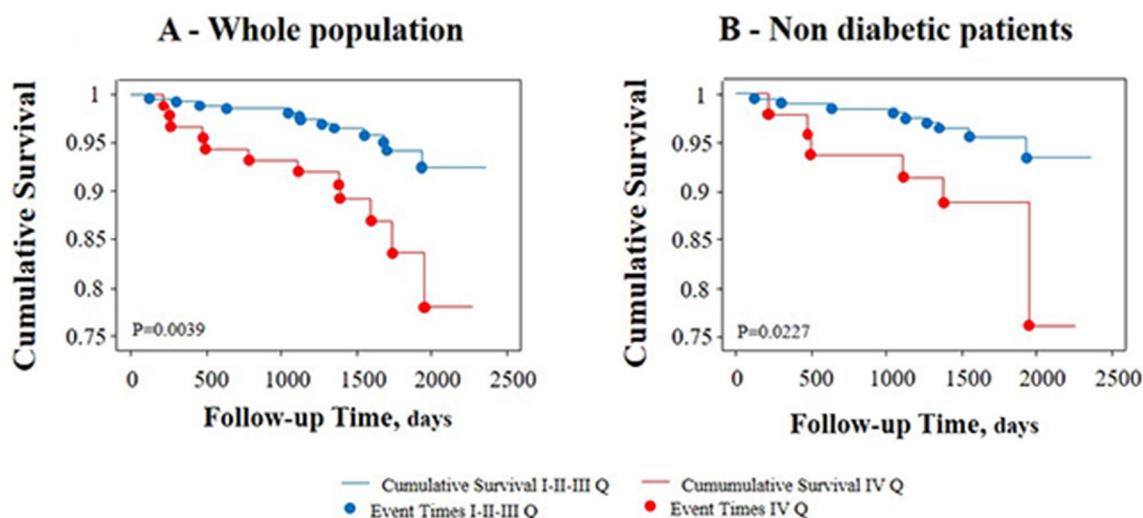 A - Whole population
B - Non diabetic patients
Cumulative Survival
1
0.95
0.9
0.85
0.8
0.75
P=0.0039
0 500 1000 1500 2000 2500
Follow-up Time, days
Cumulative Survival
1
0.95
0.9
0.85
0.8
0.75
P=0.0227
0 500 1000 1500 2000 2500
Follow-up Time, days
Cumulative Survival I-II-III Q
Cumumulative Survival IV Q
Event Times I-II-III Q
Event Times IV Q